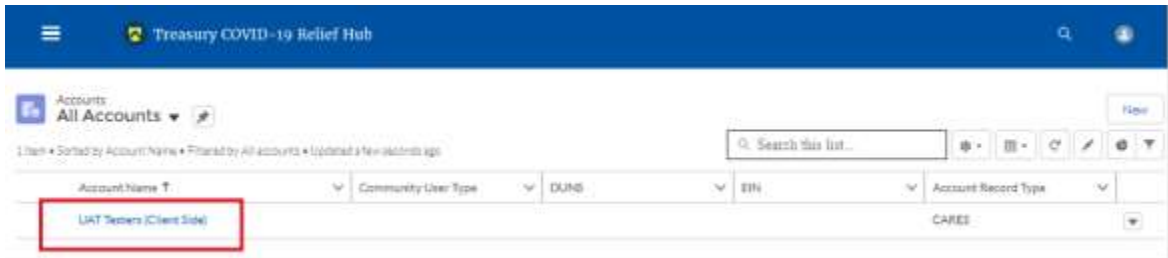 Treasury COVID-19 Relief Hub
Accounts
All Accounts
New
1 item • Sorted by Account Name • Filtered by All accounts • Updated a few seconds ago
Search this list...
Account Name ↑ Community User Type DUNS EIN Account Record Type
UAT Testers (Client Side) CARES